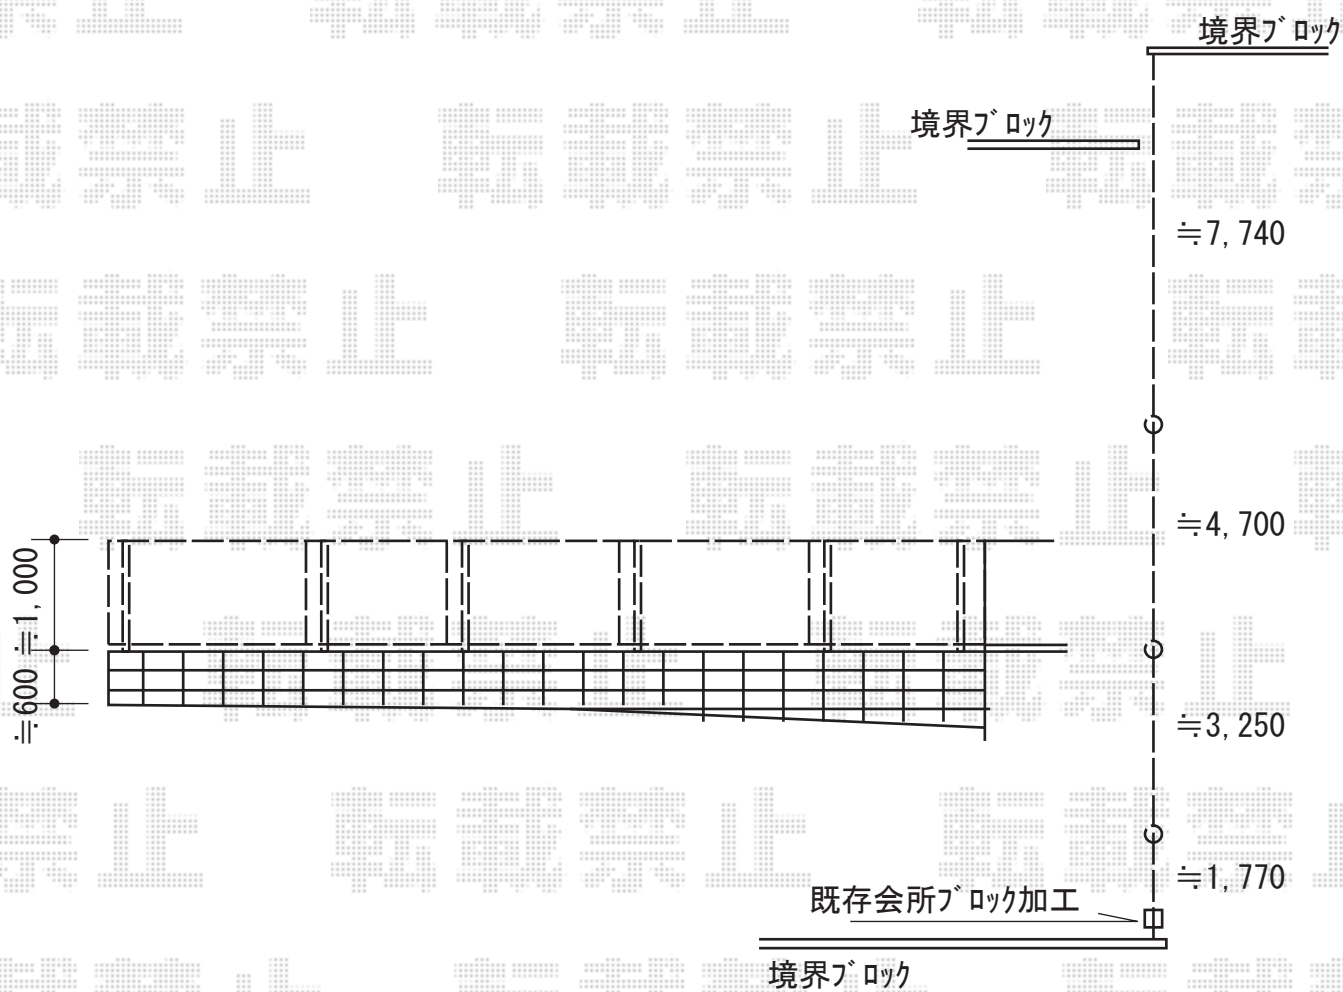 境界ブロック
境界ブロック
≒7,740
≒4,700
≒1,000
≒600
≒3,250
≒1,770
既存会所ブロック加工
境界ブロック
転載禁止